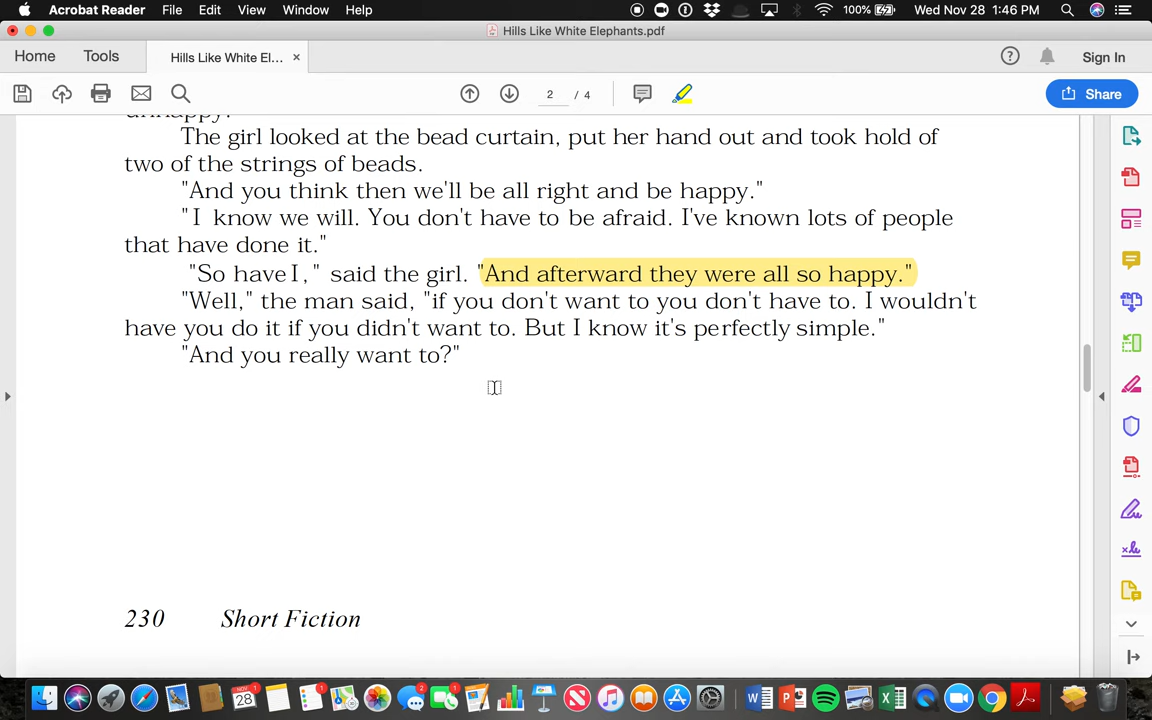 Acrobat Reader File Edit View Window Help 100% Wed Nov 28 1:46 PM
Hills Like White Elephants.pdf
Home Tools Hills Like White El... × Sign In
2 / 4 Share
unhappy."
The girl looked at the bead curtain, put her hand out and took hold of
two of the strings of beads.
"And you think then we'll be all right and be happy."
"I know we will. You don't have to be afraid. I've known lots of people
that have done it."
"So have I," said the girl. "And afterward they were all so happy."
"Well," the man said, "if you don't want to you don't have to. I wouldn't
have you do it if you didn't want to. But I know it's perfectly simple."
"And you really want to?"
230 Short Fiction